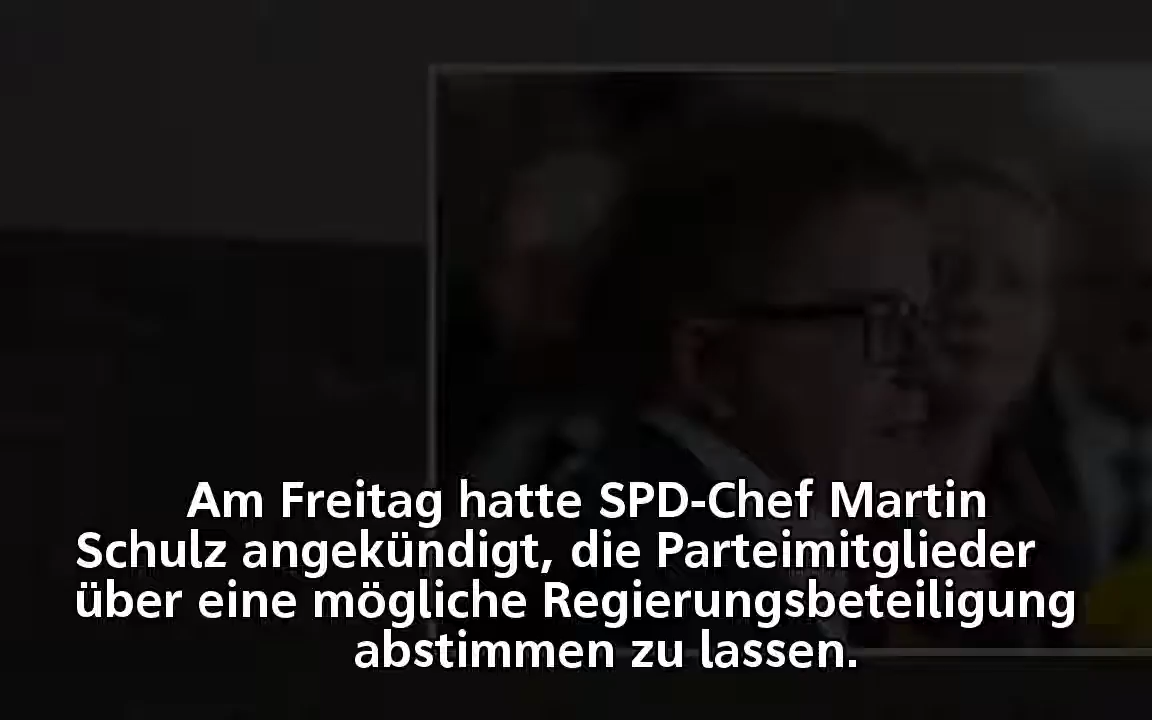 Am Freitag hatte SPD-Chef Martin
Schulz angekündigt, die Parteimitglieder
über eine mögliche Regierungsbeteiligung
abstimmen zu lassen.